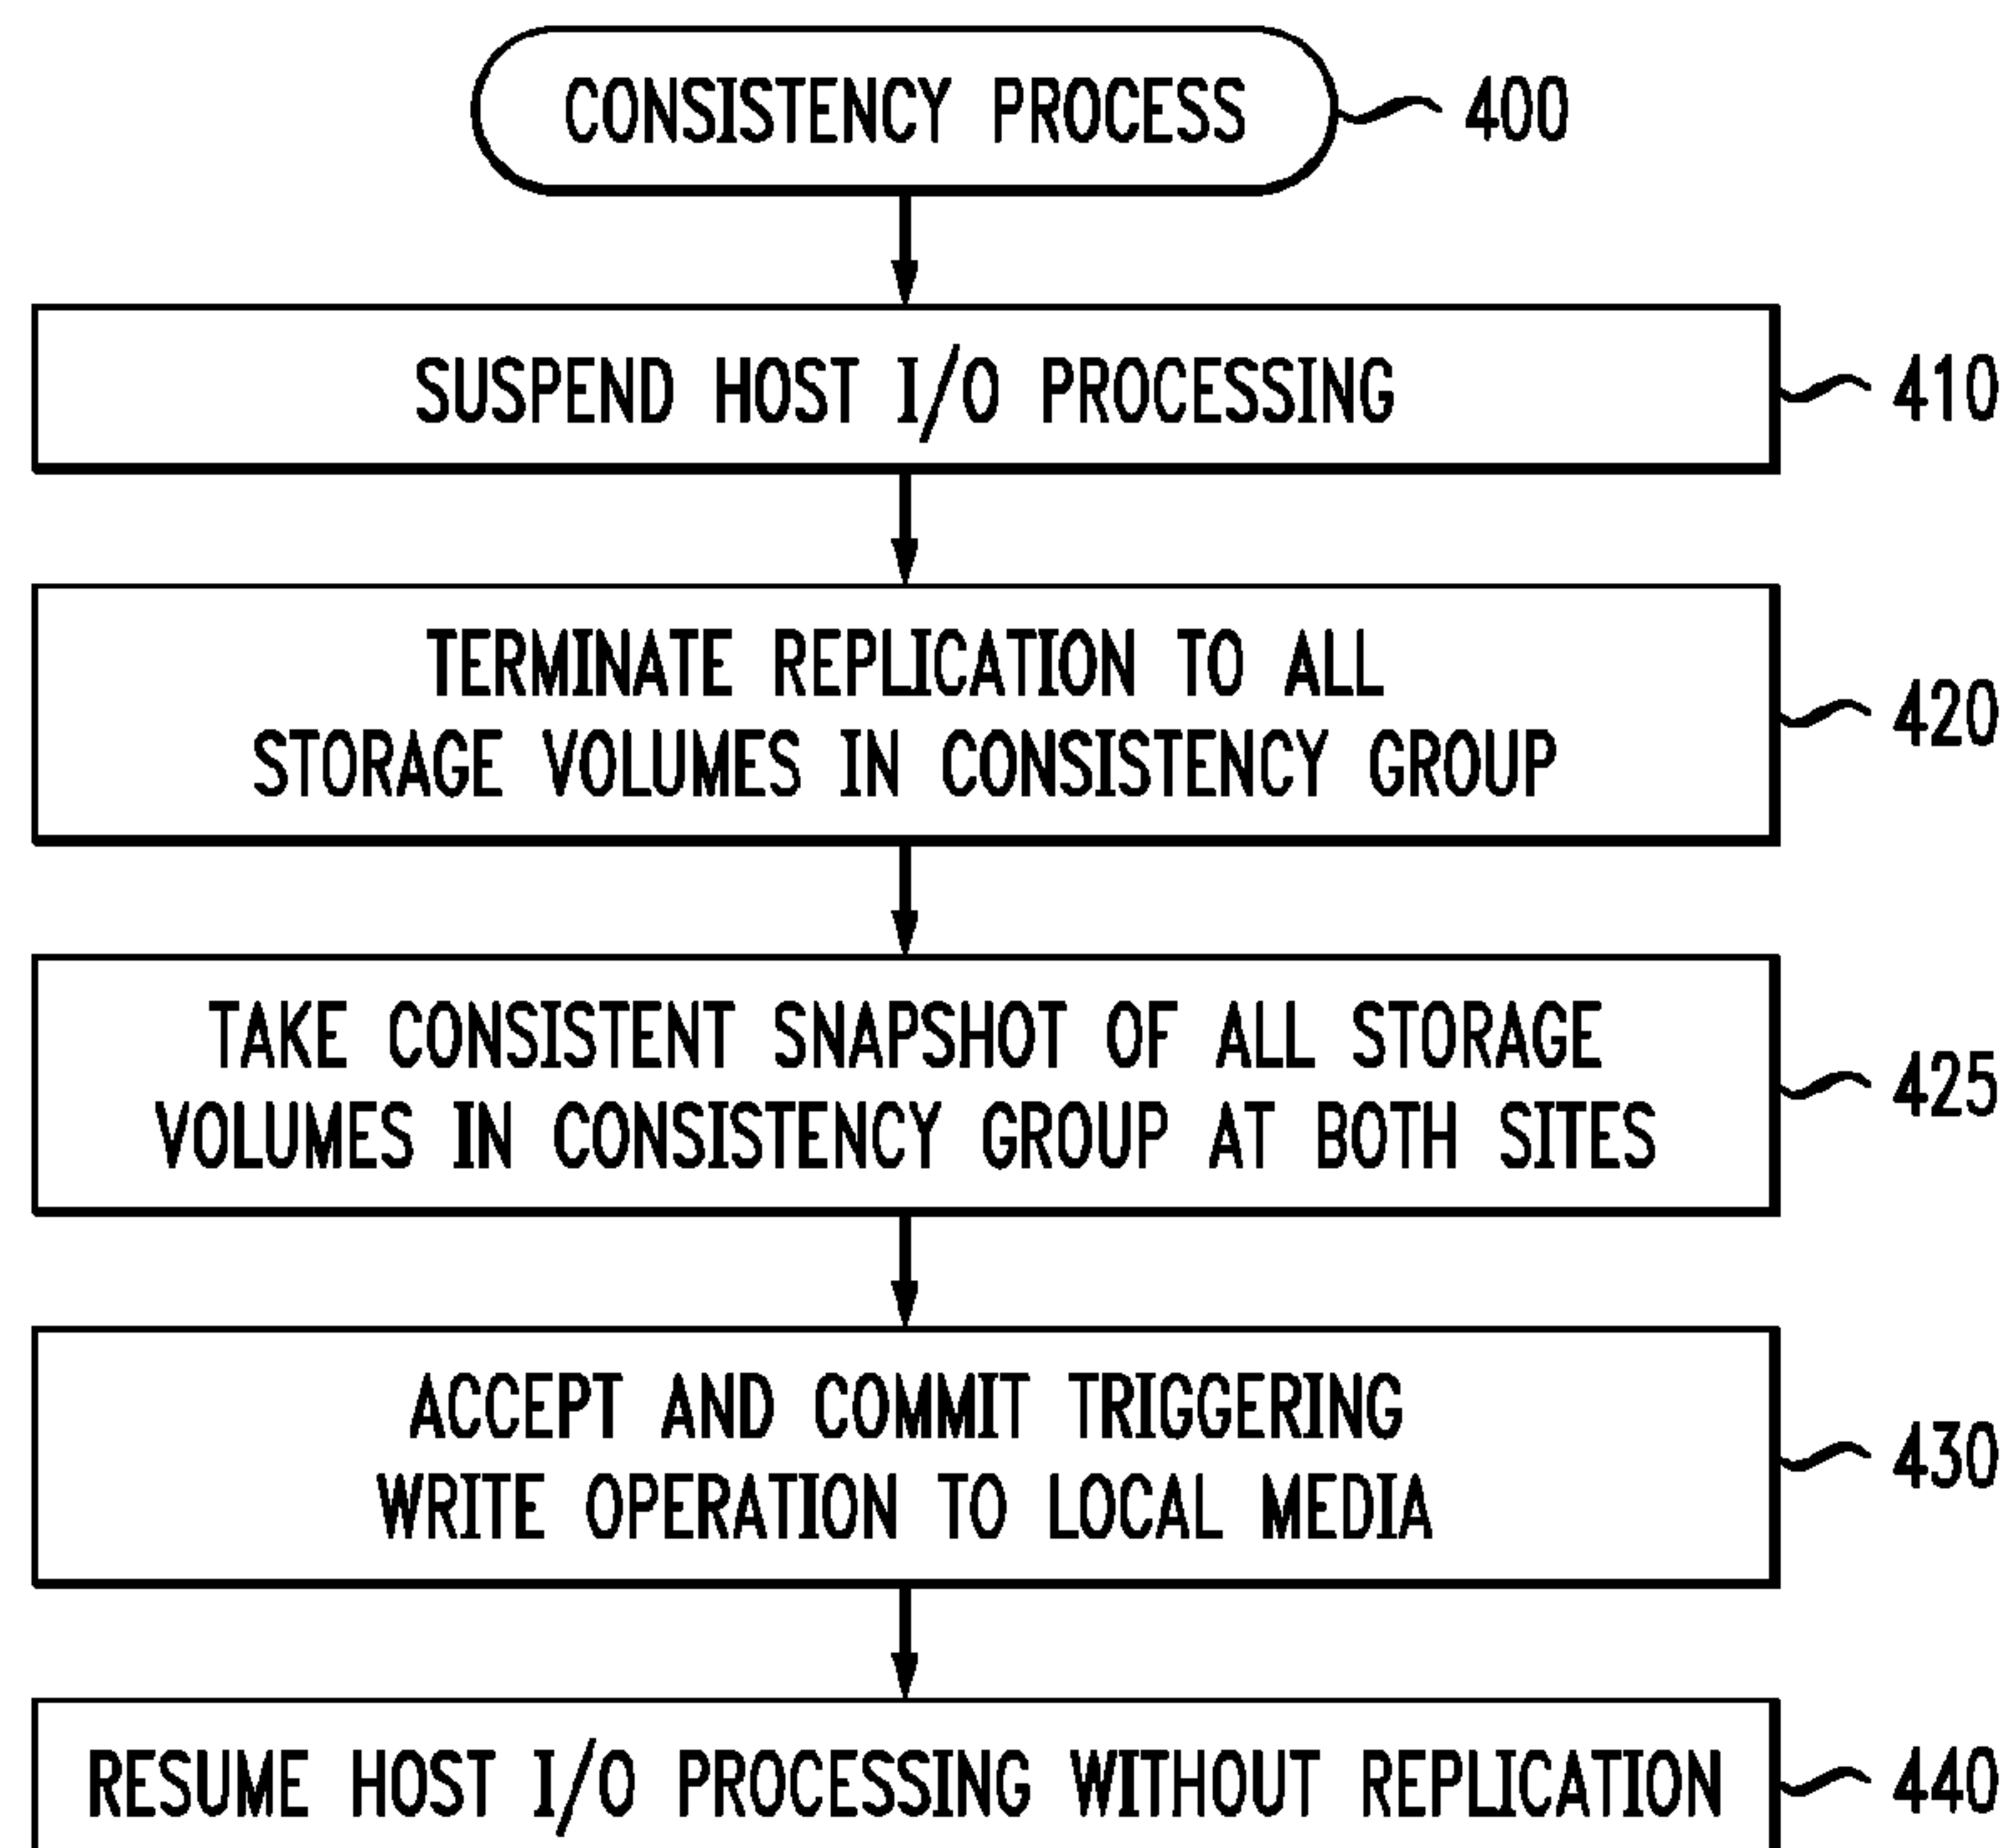 CONSISTENCY PROCESS
400
SUSPEND HOST I/O PROCESSING
410
TERMINATE REPLICATION TO ALL
STORAGE VOLUMES IN CONSISTENCY GROUP
420
TAKE CONSISTENT SNAPSHOT OF ALL STORAGE
VOLUMES IN CONSISTENCY GROUP AT BOTH SITES
425
ACCEPT AND COMMIT TRIGGERING
WRITE OPERATION TO LOCAL MEDIA
430
RESUME HOST I/O PROCESSING WITHOUT REPLICATION
440